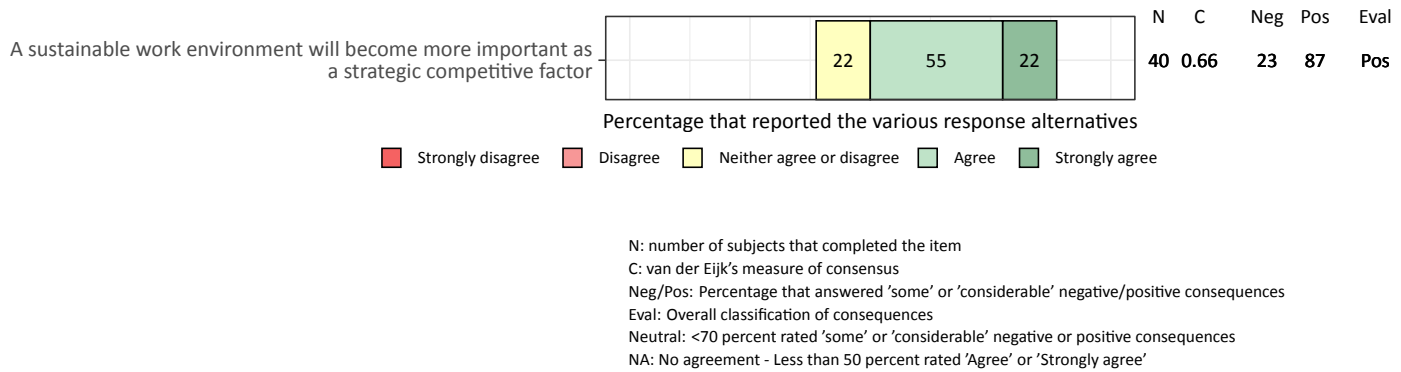 N C Neg Pos Eval
A sustainable work environment will become more important as
a strategic competitive factor
22 55 22 40 0.66 23 87 Pos
Percentage that reported the various response alternatives
Strongly disagree Disagree Neither agree or disagree Agree Strongly agree
N: number of subjects that completed the item
C: van der Eijk’s measure of consensus
Neg/Pos: Percentage that answered ’some’ or ’considerable’ negative/positive consequences
Eval: Overall classification of consequences
Neutral: <70 percent rated ’some’ or ’considerable’ negative or positive consequences
NA: No agreement - Less than 50 percent rated ’Agree’ or ’Strongly agree’